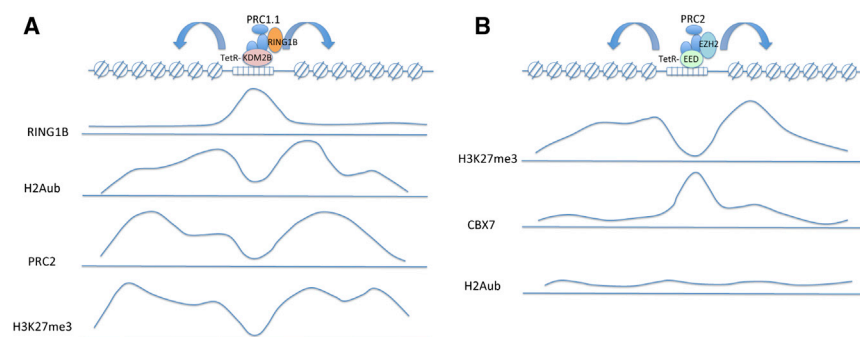 A
PRC1.1
RING1B
TetR-KDM2B
RING1B
H2Aub
PRC2
H3K27me3
B
PRC2
EZH2
TetR- EED
H3K27me3
CBX7
H2Aub